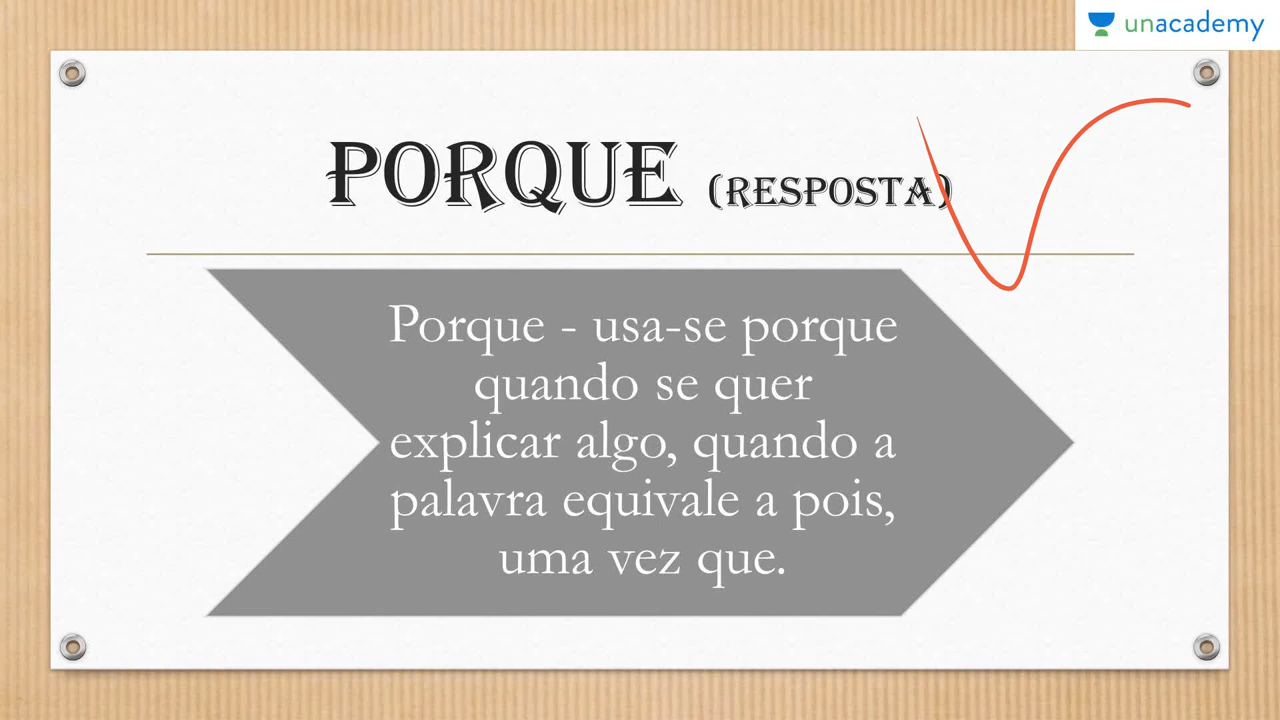 unacademy
PORQUE (RESPOSTA)
Porque - usa-se porque
quando se quer
explicar algo, quando a
palavra equivale a pois,
uma vez que.